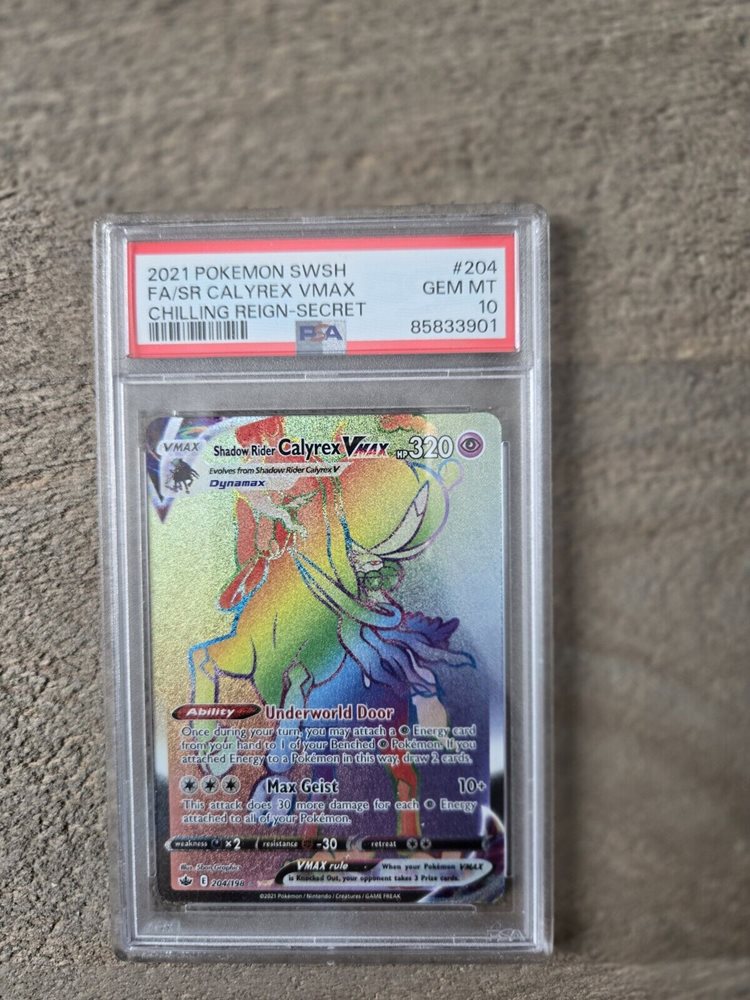 2021 POKEMON SWSH #204
FA/SR CALYREX VMAX GEM MT
CHILLING REIGN-SECRET 10
PSA 85833901
VMAX Shadow Rider Calyrex VMAX HP 320
Evolves from Shadow Rider Calyrex V
Dynamax
Ability Underworld Door
Once during your turn, you may attach a Energy card
from your hand to 1 of your Benched Pokémon. If you
attached Energy to a Pokémon in this way, draw 2 cards.
Max Geist 10+
This attack does 30 more damage for each Energy
attached to all of your Pokémon.
weakness ×2 resistance -30 retreat
Illus. 5ban Graphics
VMAX rule When your Pokémon VMAX
is Knocked Out, your opponent takes 3 Prize cards.
E 204/198
©2021 Pokémon / Nintendo / Creatures / GAME FREAK
PSA